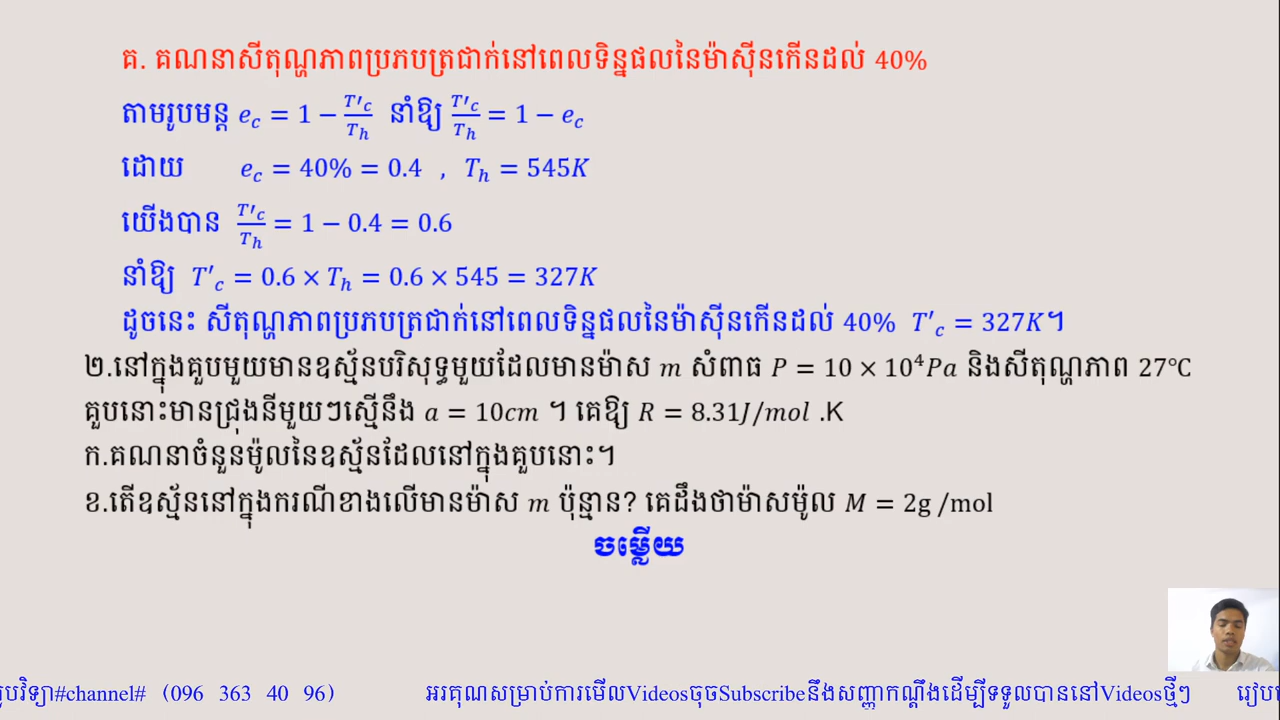 គ. គណនាសីតុណ្ហភាពប្រភបត្រជាក់នៅពេលទិន្នផលនៃម៉ាស៊ីនកើនដល់ 40%
តាមរូបមន្ត e_c = 1 − T′_c/T_h នាំឱ្យ T′_c/T_h = 1 − e_c
ដោយ e_c = 40% = 0.4 , T_h = 545K
យើងបាន T′_c/T_h = 1 − 0.4 = 0.6
នាំឱ្យ T′_c = 0.6 × T_h = 0.6 × 545 = 327K
ដូចនេះ សីតុណ្ហភាពប្រភបត្រជាក់នៅពេលទិន្នផលនៃម៉ាស៊ីនកើនដល់ 40% T′_c = 327K។
២.នៅក្នុងគូបមួយមានឧស្ម័នបរិសុទ្ធមួយដែលមានម៉ាស m សំពាធ P = 10 × 10⁴Pa និងសីតុណ្ហភាព 27°C
គូបនោះមានជ្រុងនីមួយៗស្មើនឹង a = 10cm ។ គេឱ្យ R = 8.31J/mol .K
ក.គណនាចំនួនម៉ូលនៃឧស្ម័នដែលនៅក្នុងគូបនោះ។
ខ.តើឧស្ម័ននៅក្នុងករណីខាងលើមានម៉ាស m ប៉ុន្មាន? គេដឹងថាម៉ាសម៉ូល M = 2g /mol
ចម្លើយ
បវិទ្យា#channel# (096 363 40 96) អរគុណសម្រាប់ការមើលVideosចុចSubscribeនឹងសញ្ញាកណ្ដឹងដើម្បីទទួលបាននៅVideosថ្មីៗ រៀប